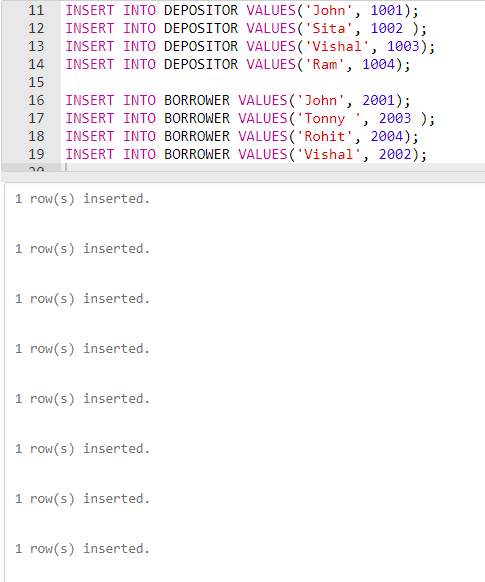 11 INSERT INTO DEPOSITOR VALUES('John', 1001);
12 INSERT INTO DEPOSITOR VALUES('Sita', 1002 );
13 INSERT INTO DEPOSITOR VALUES('Vishal', 1003);
14 INSERT INTO DEPOSITOR VALUES('Ram', 1004);
15
16 INSERT INTO BORROWER VALUES('John', 2001);
17 INSERT INTO BORROWER VALUES('Tonny ', 2003 );
18 INSERT INTO BORROWER VALUES('Rohit', 2004);
19 INSERT INTO BORROWER VALUES('Vishal', 2002);
20
1 row(s) inserted.
1 row(s) inserted.
1 row(s) inserted.
1 row(s) inserted.
1 row(s) inserted.
1 row(s) inserted.
1 row(s) inserted.
1 row(s) inserted.